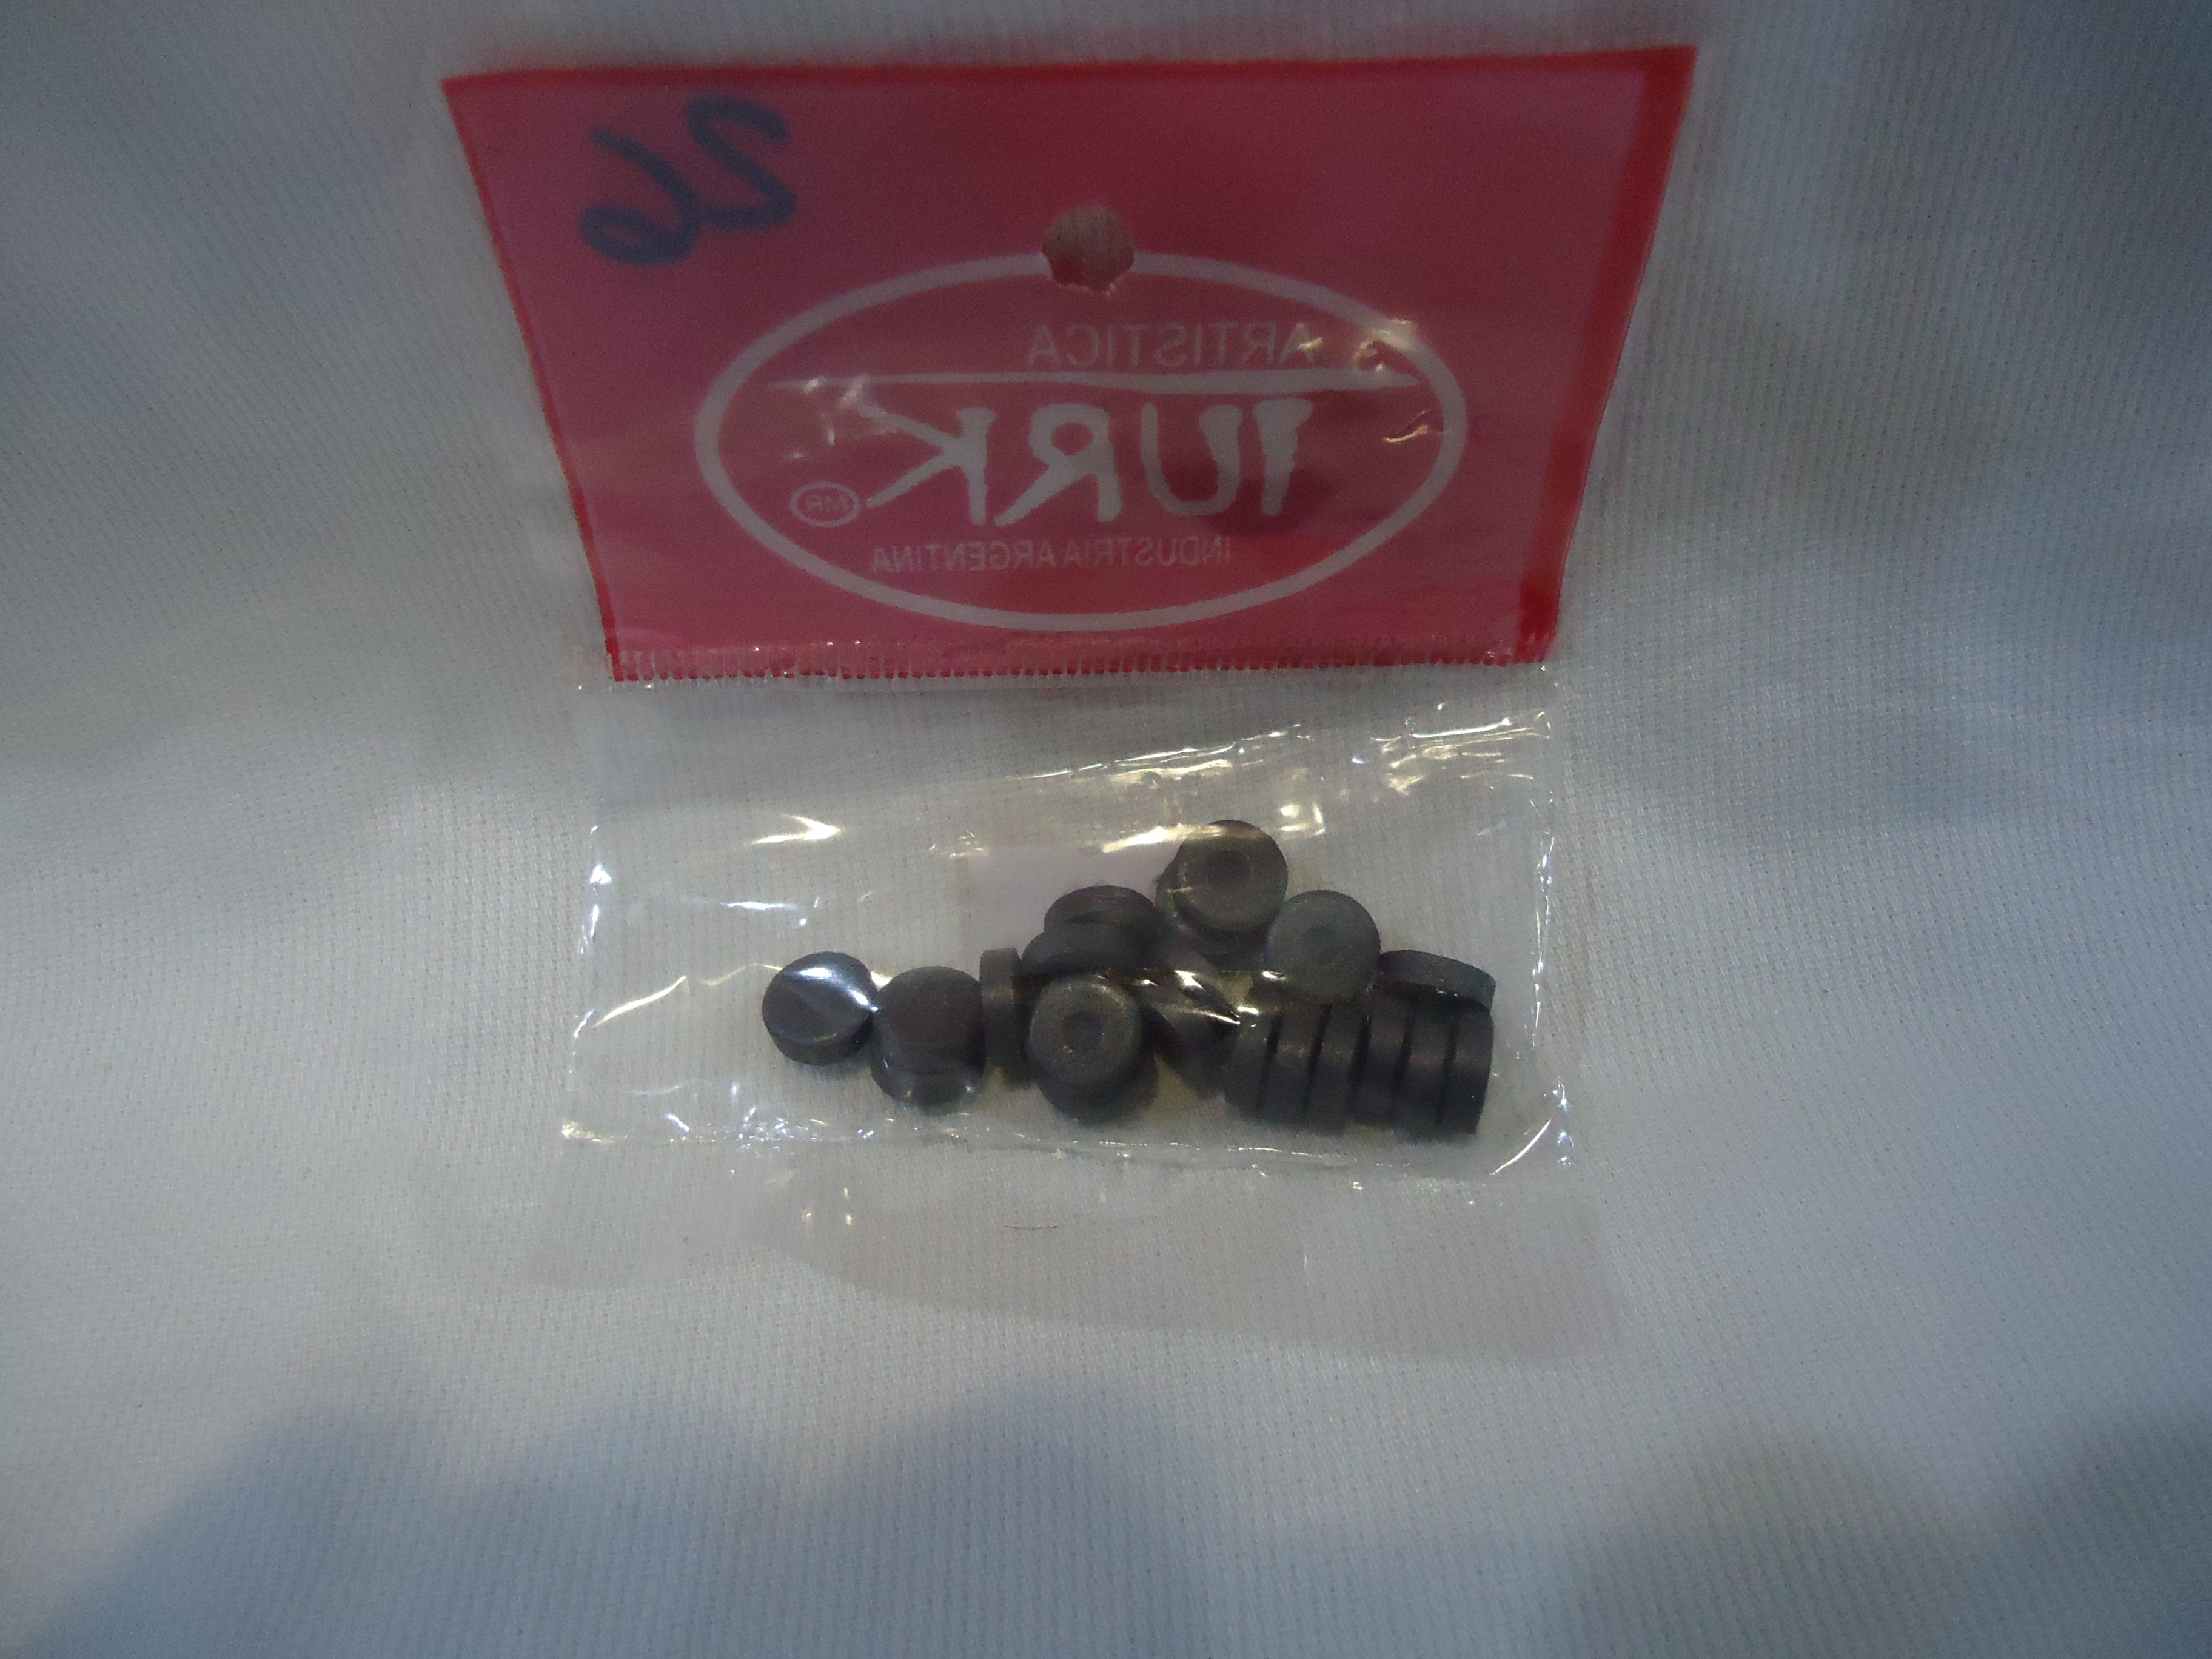 26
ARTISTICA
TURK
MR
INDUSTRIA ARGENTINA